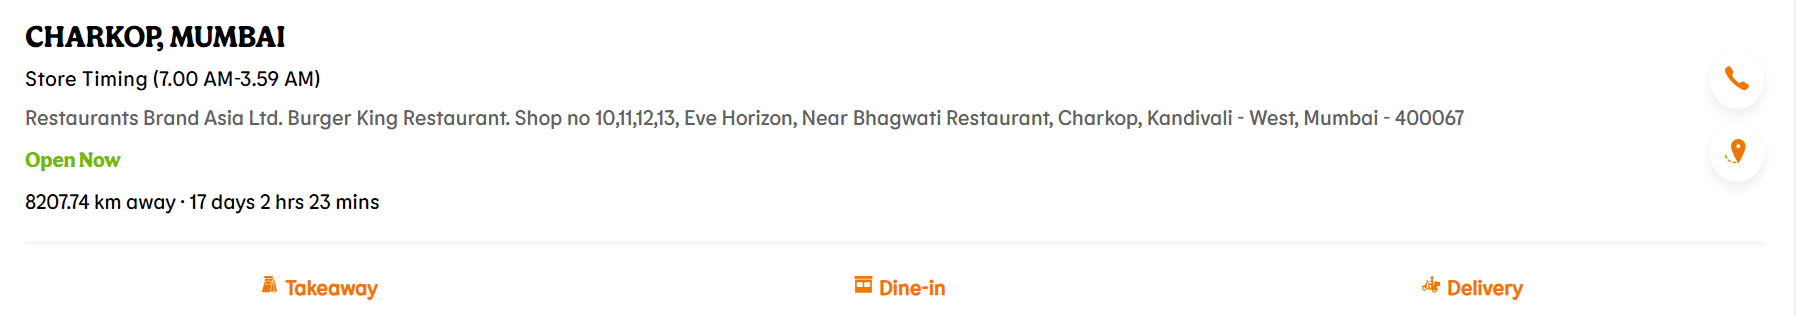 CHARKOP, MUMBAI
Store Timing (7.00 AM-3.59 AM)
Restaurants Brand Asia Ltd. Burger King Restaurant. Shop no 10,11,12,13, Eve Horizon, Near Bhagwati Restaurant, Charkop, Kandivali - West, Mumbai - 400067
Open Now
8207.74 km away · 17 days 2 hrs 23 mins
Takeaway
Dine-in
Delivery